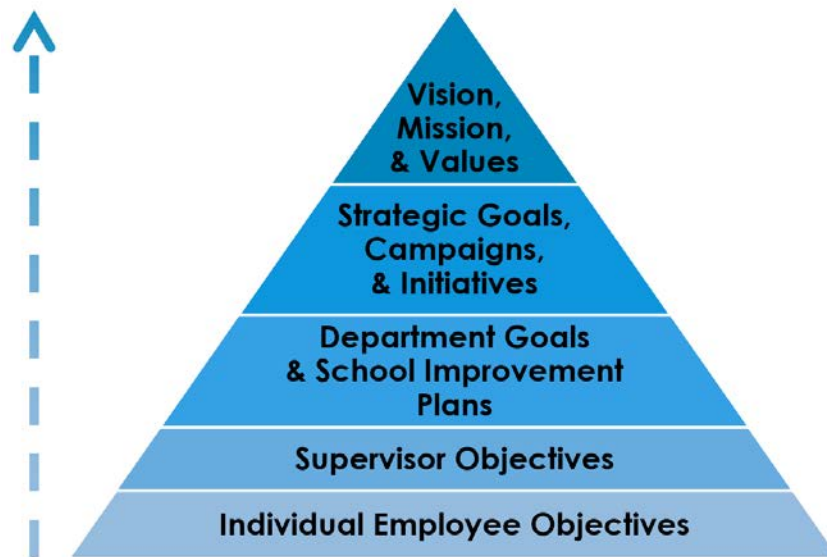 Vision,
Mission,
& Values
Strategic Goals,
Campaigns,
& Initiatives
Department Goals
& School Improvement
Plans
Supervisor Objectives
Individual Employee Objectives